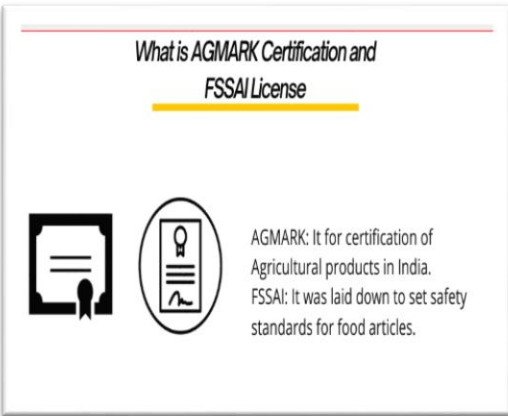 What is AGMARK Certification and
FSSAI License
AGMARK: It for certification of
Agricultural products in India.
FSSAI: It was laid down to set safety
standards for food articles.